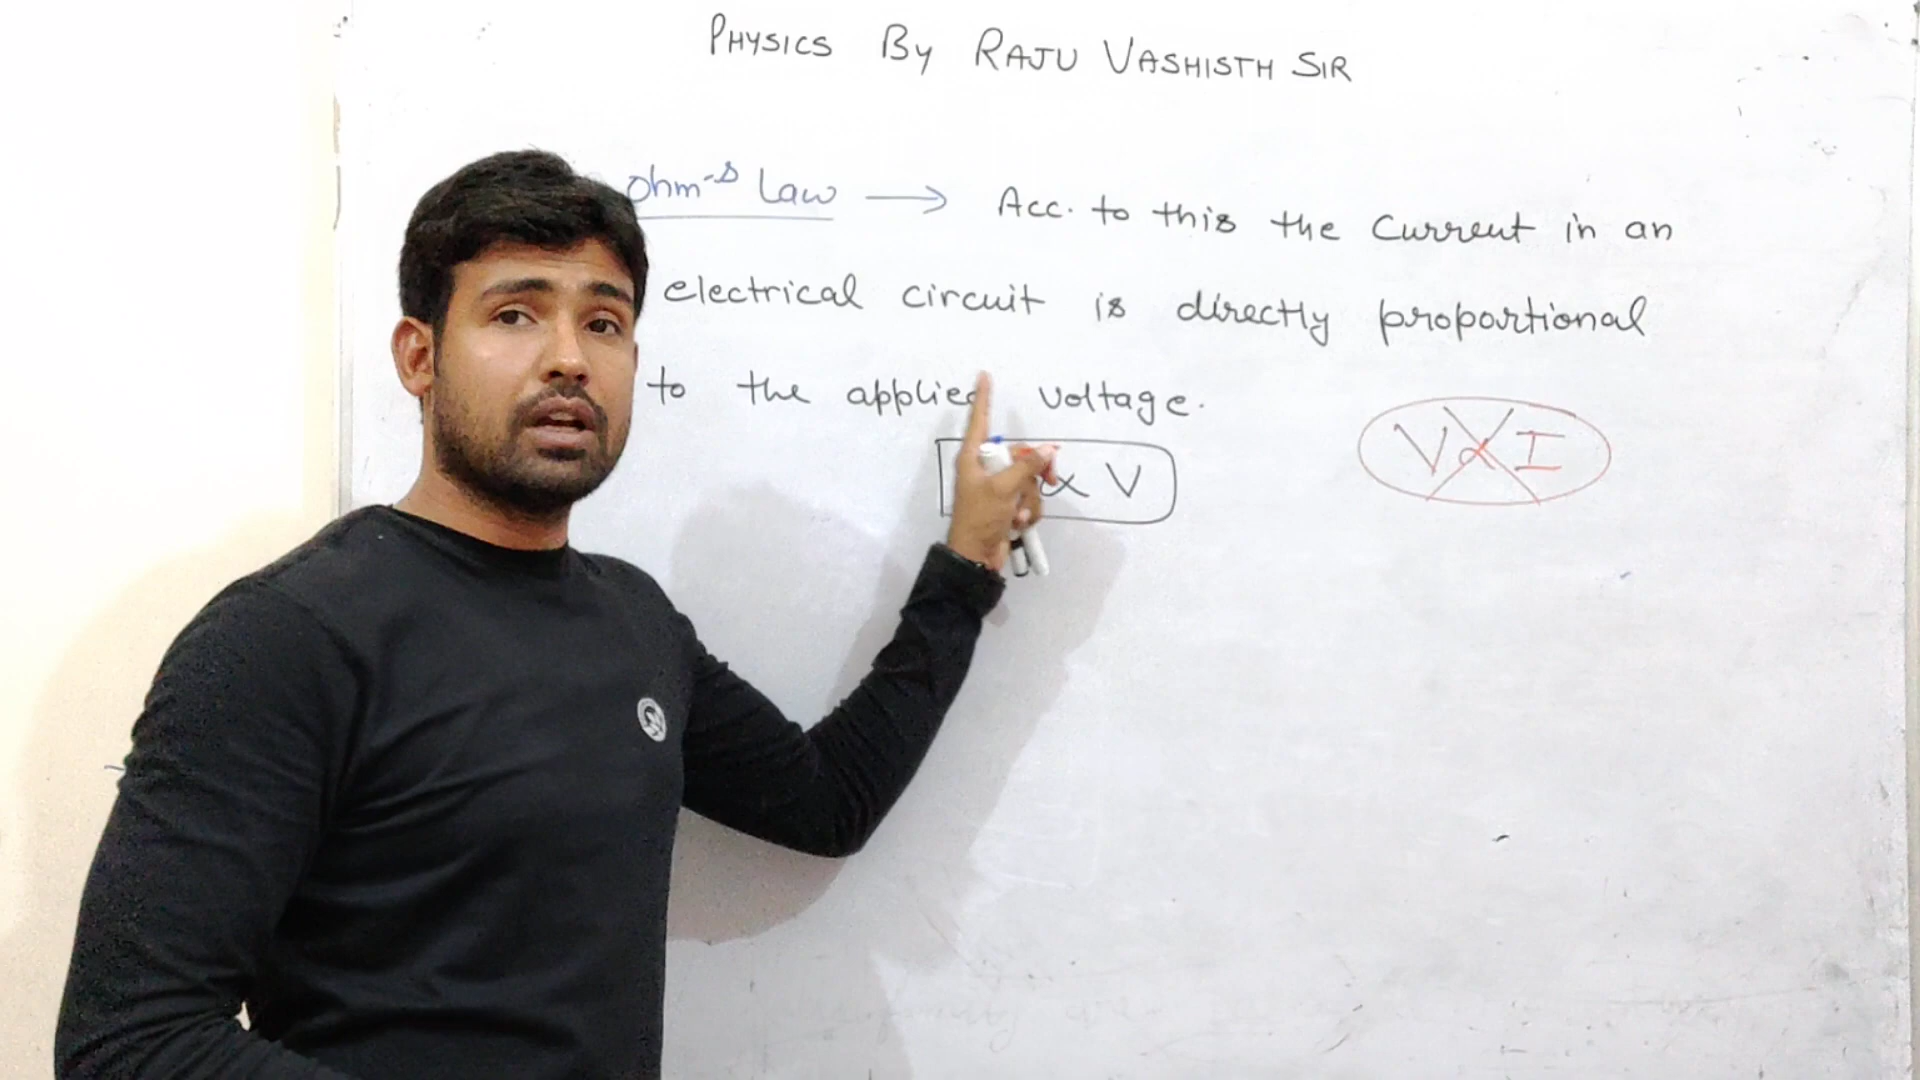 PHYSICS BY RAJU VASHISTH SIR
ohm's Law → Acc. to this the Current in an
electrical circuit is directly proportional
to the applied voltage.
∝ V
V ∝ I